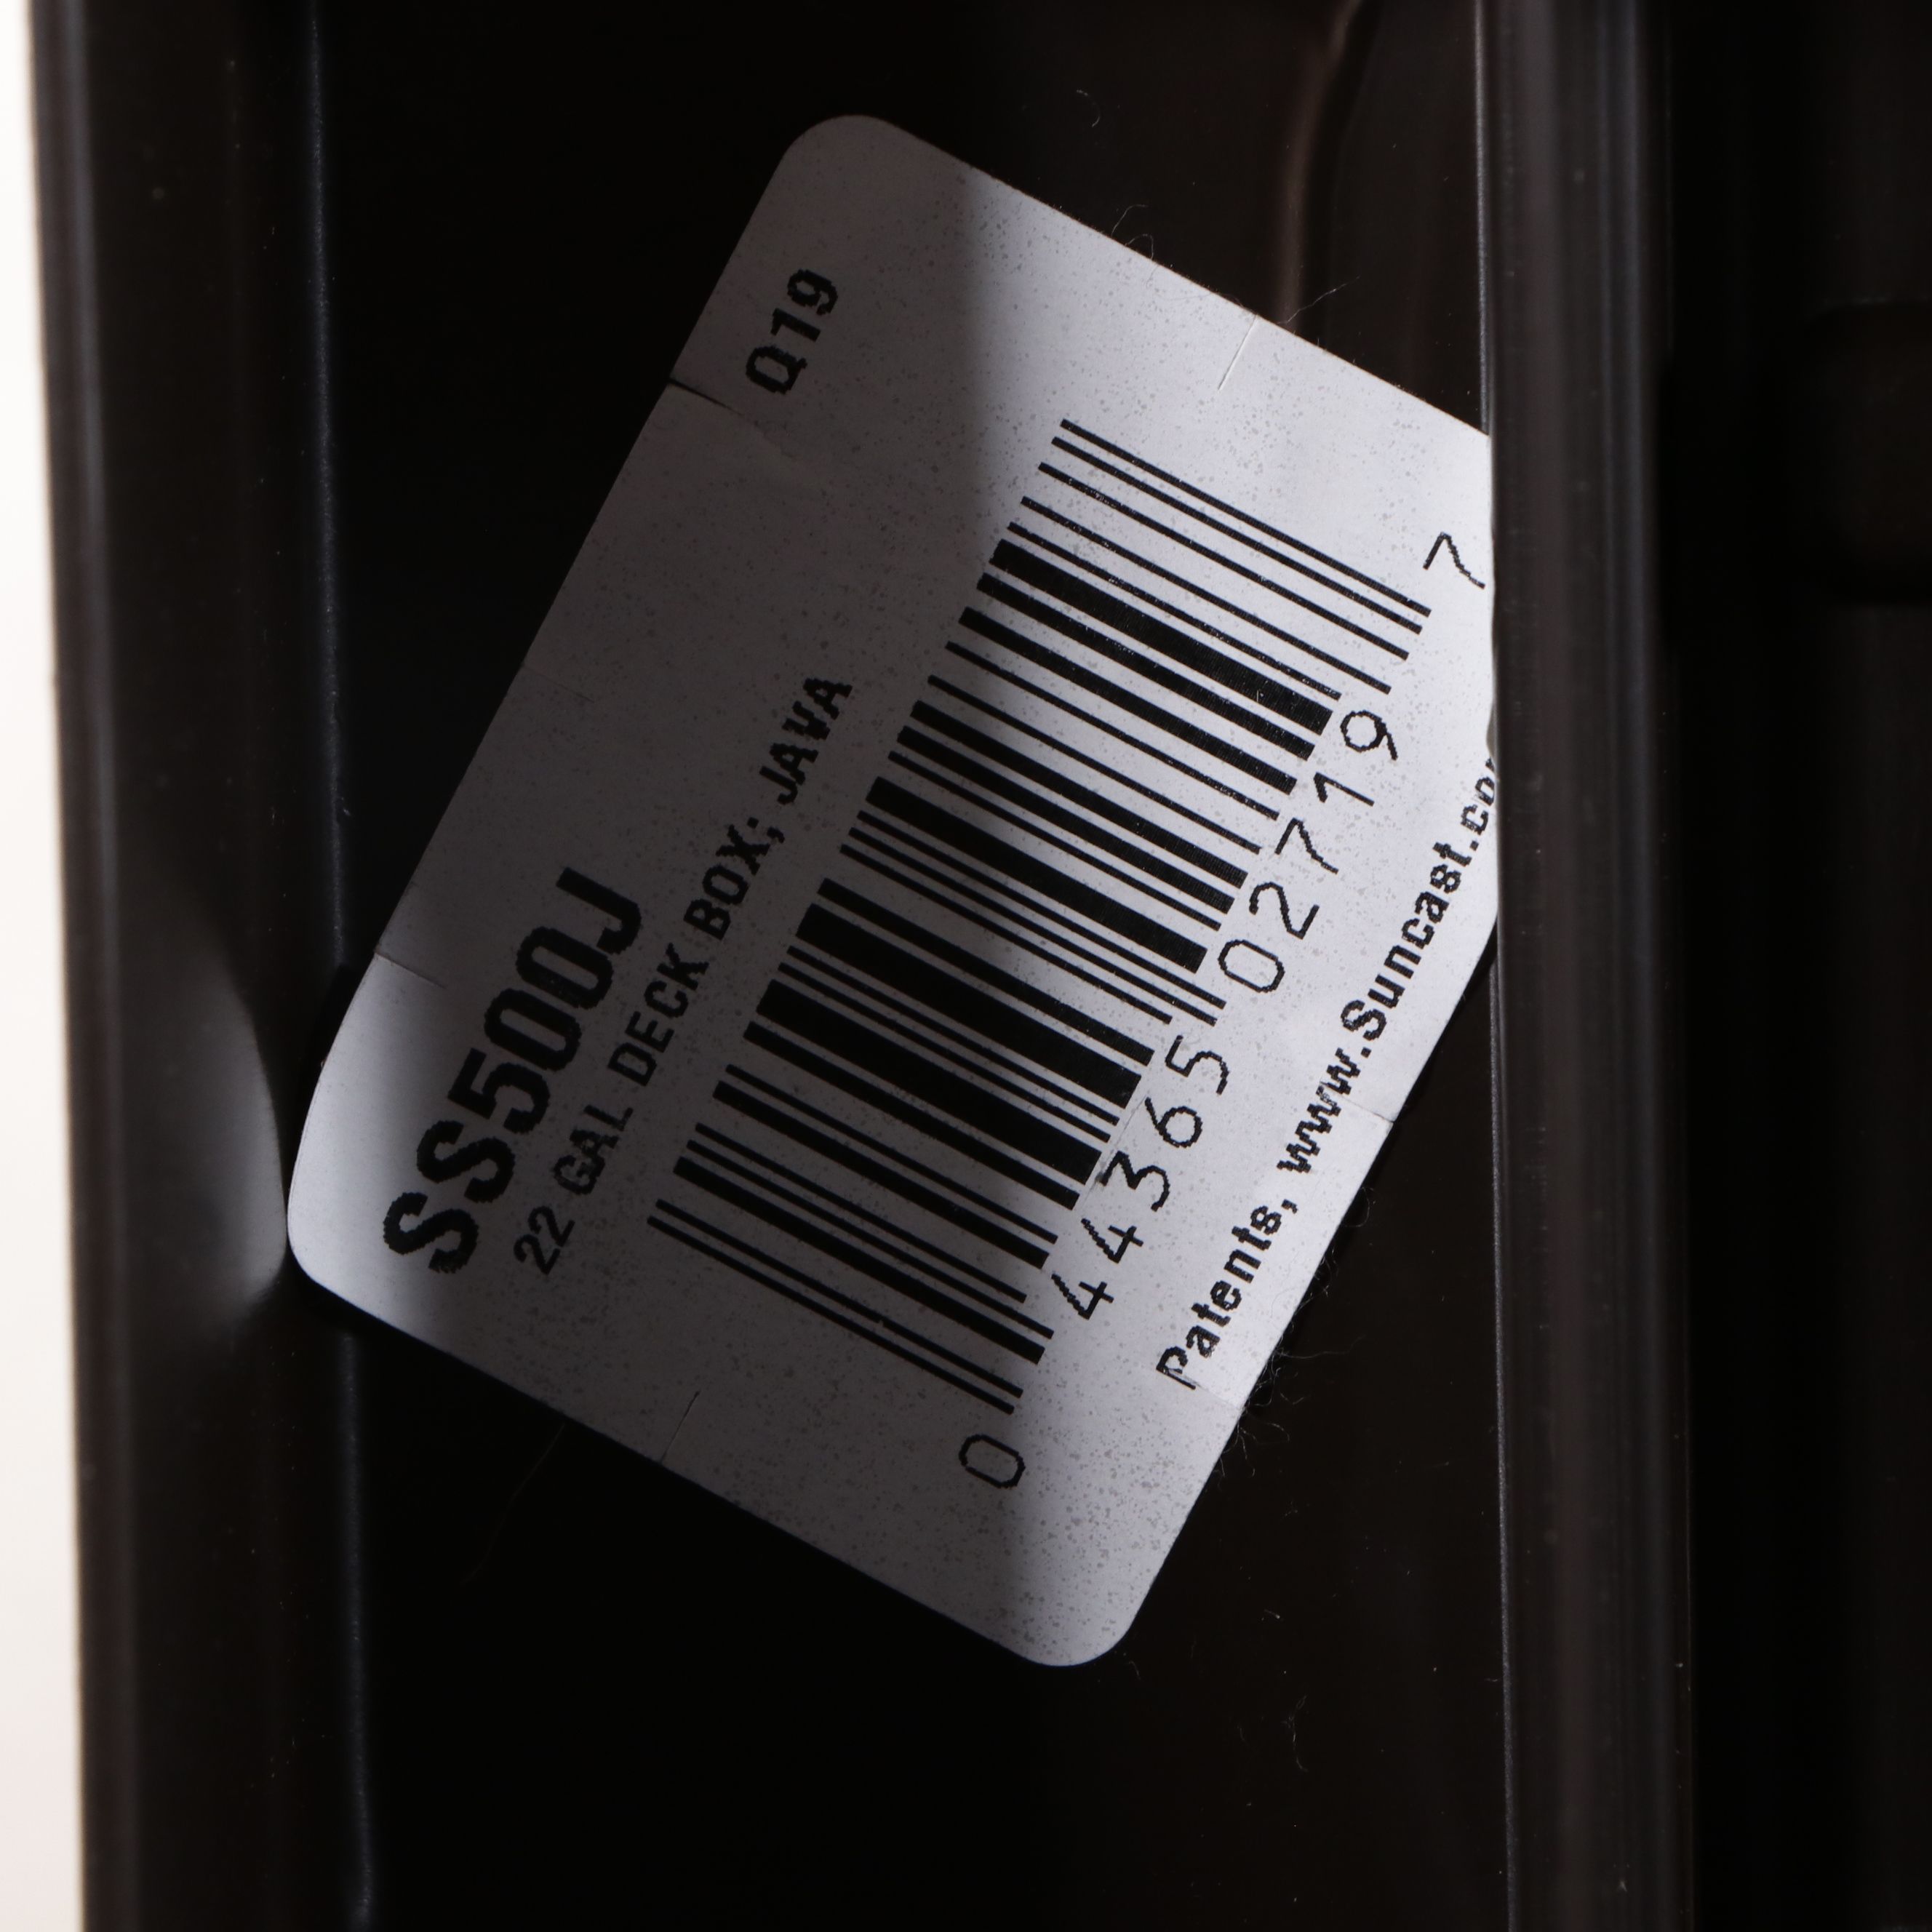 Q19
SS500J
22 GAL DECK BOX; JAVA
0 44365 02719 7
Patents, www.Suncast.co